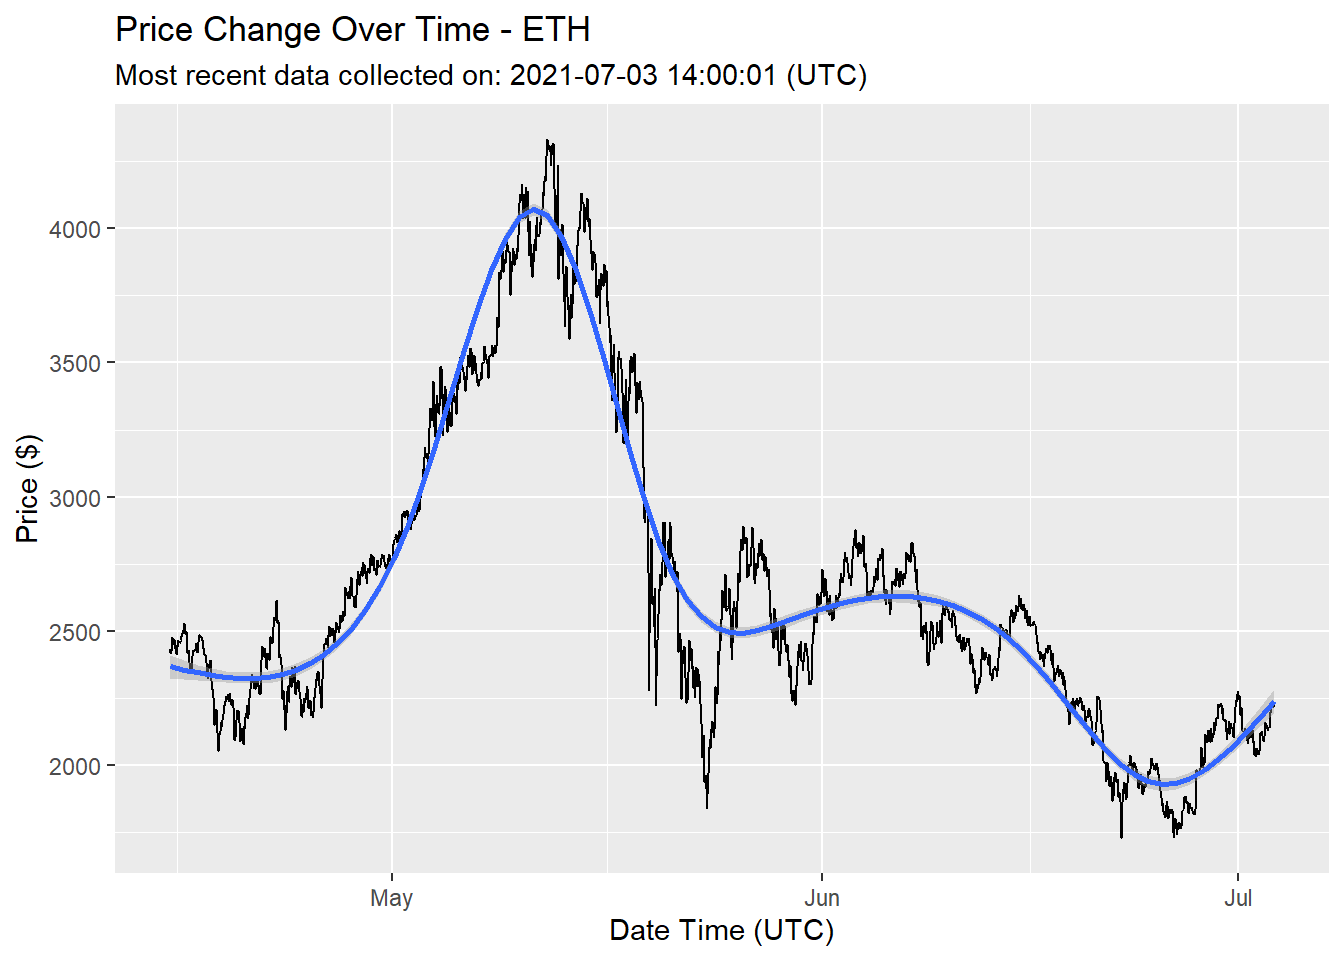 Price Change Over Time - ETH
Most recent data collected on: 2021-07-03 14:00:01 (UTC)
Price ($)
4000
3500
3000
2500
2000
May
Jun
Jul
Date Time (UTC)